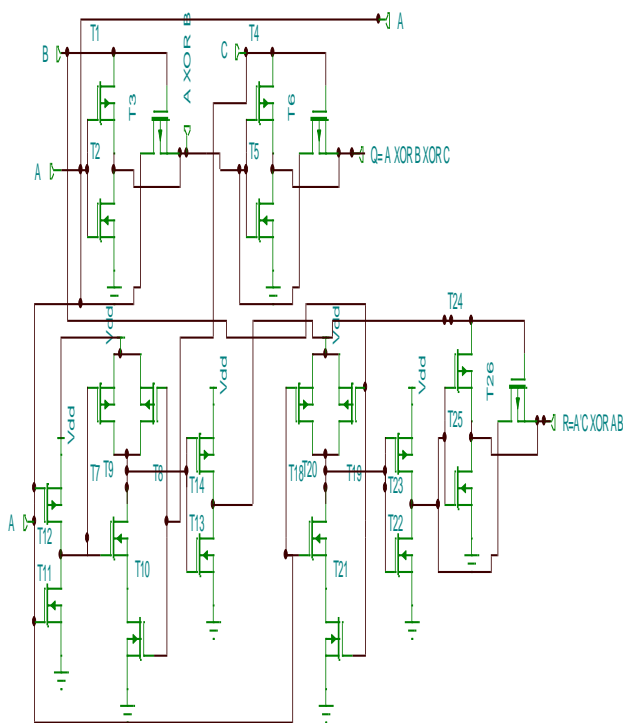 A
T1
T4
B
C
T3
A XOR B
T6
T2
T5
A
Q= A XOR B XOR C
T24
Vdd
Vdd
Vdd
Vdd
Vdd
T26
T25
R=A'C XOR AB
T7
T9
T8
T14
T18
T20
T19
T23
A
T12
T13
T22
T11
T10
T21